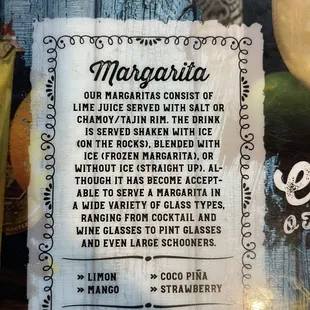 Margarita
OUR MARGARITAS CONSIST OF
LIME JUICE SERVED WITH SALT OR
CHAMOY/TAJIN RIM. THE DRINK
IS SERVED SHAKEN WITH ICE
(ON THE ROCKS), BLENDED WITH
ICE (FROZEN MARGARITA), OR
WITHOUT ICE (STRAIGHT UP). AL-
THOUGH IT HAS BECOME ACCEPT-
ABLE TO SERVE A MARGARITA IN
A WIDE VARIETY OF GLASS TYPES,
RANGING FROM COCKTAIL AND
WINE GLASSES TO PINT GLASSES
AND EVEN LARGE SCHOONERS.
» LIMON » COCO PIÑA
» MANGO » STRAWBERRY